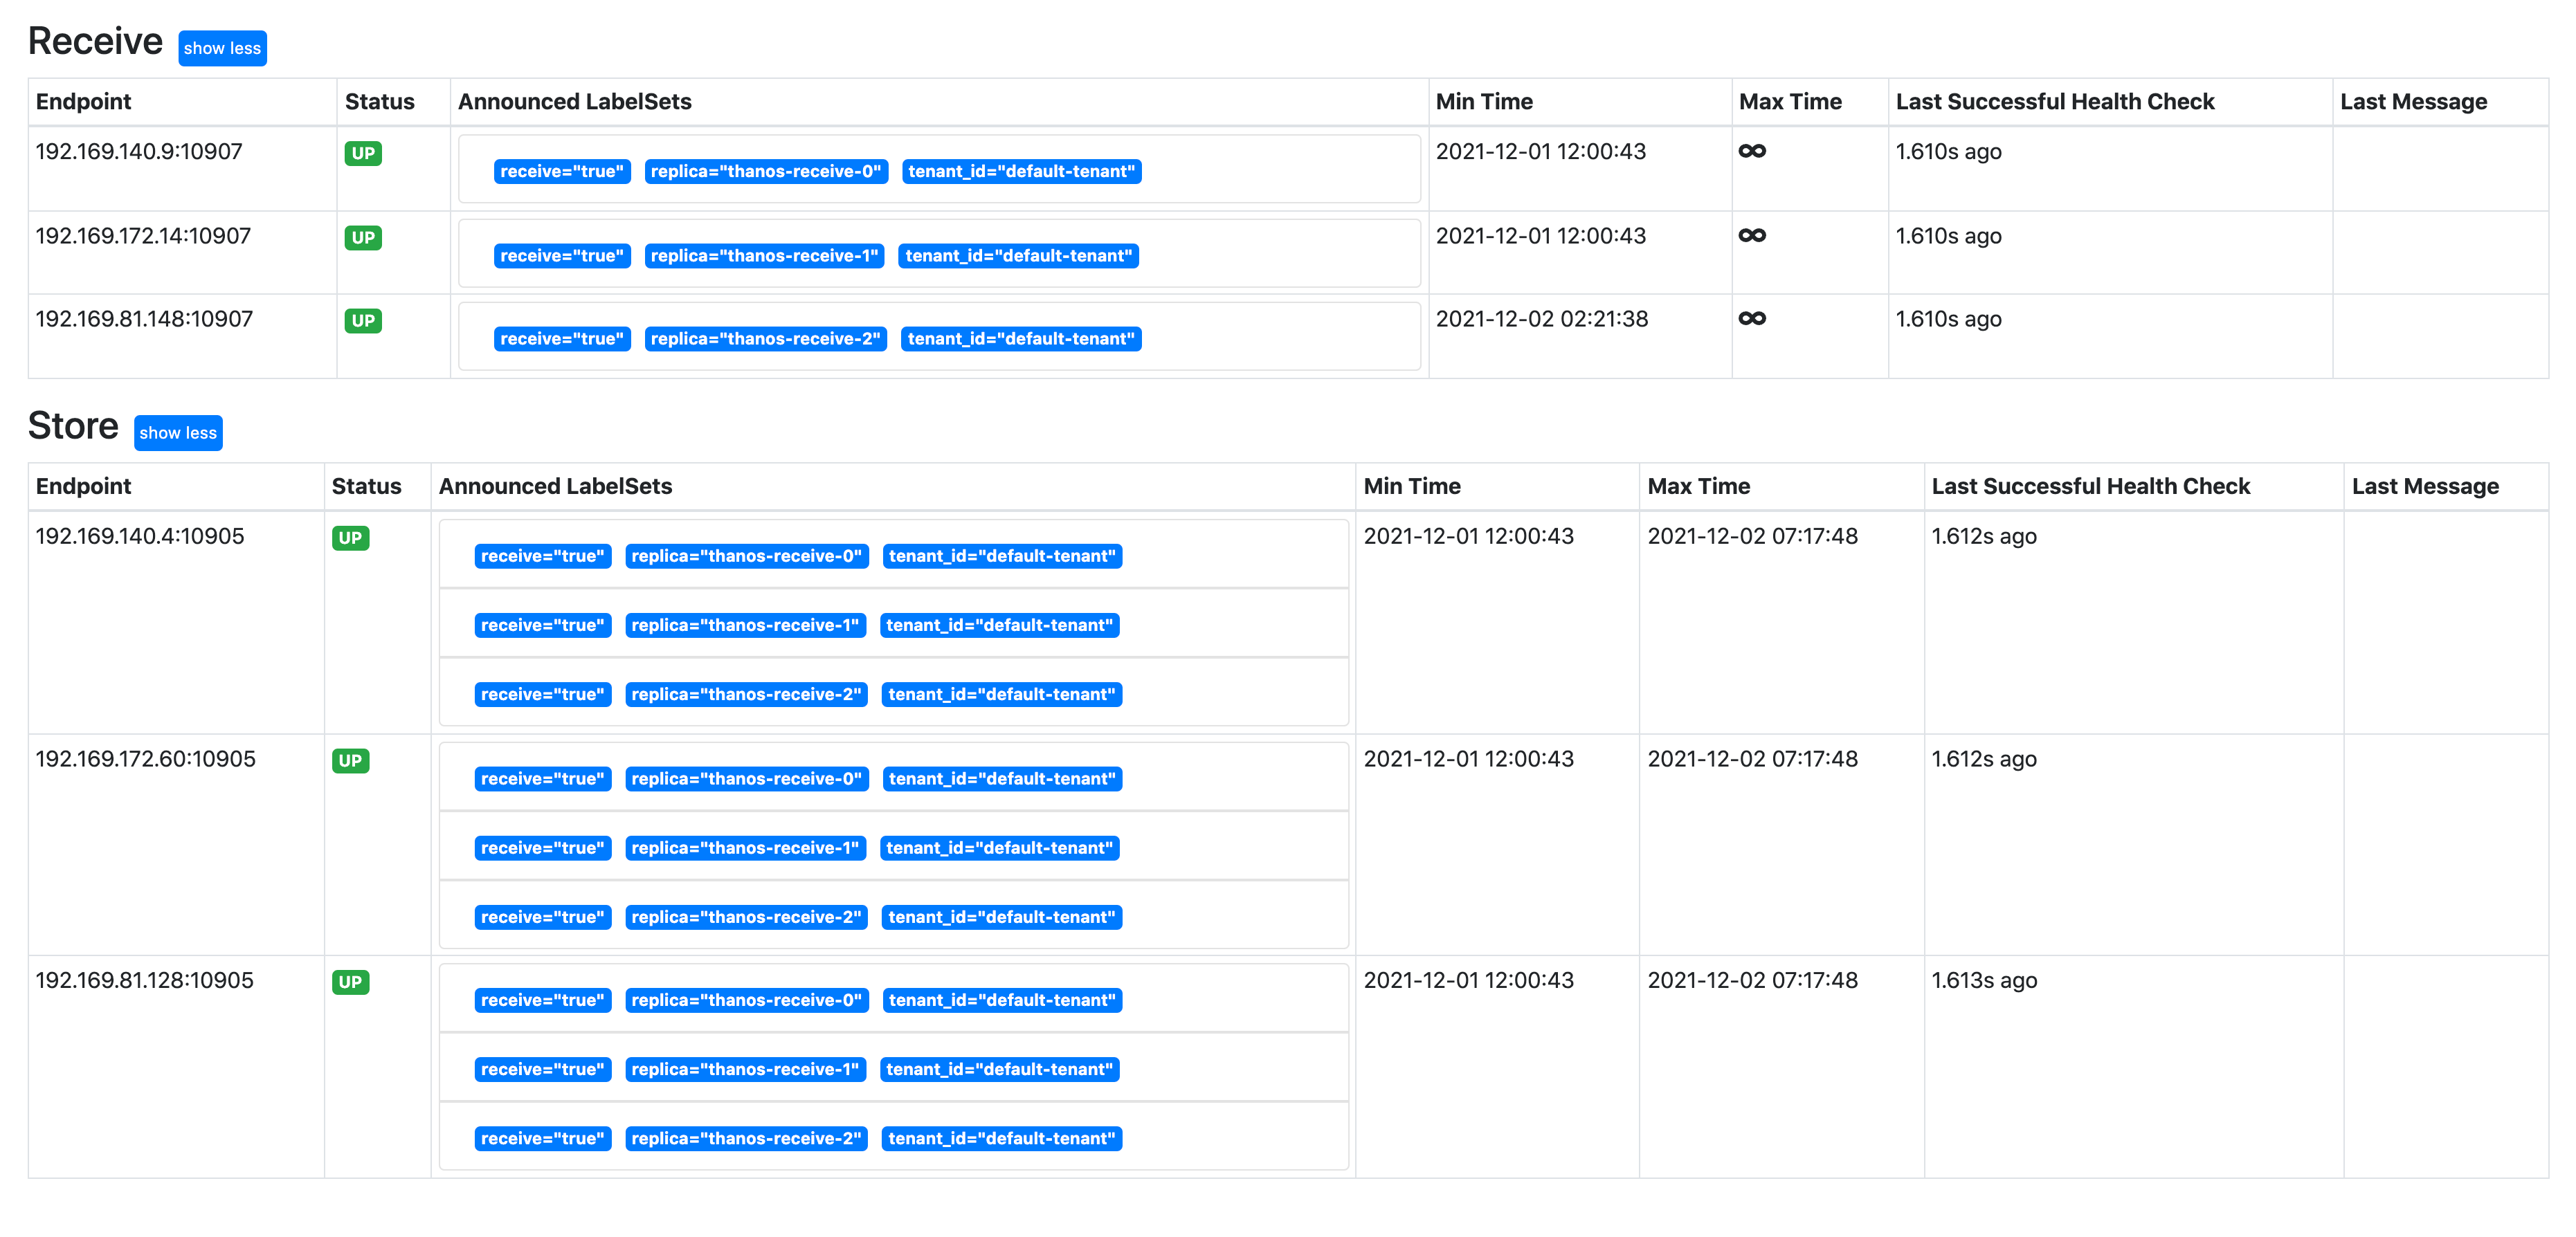 Receive show less
Endpoint Status Announced LabelSets Min Time Max Time Last Successful Health Check Last Message
192.169.140.9:10907 UP receive="true" replica="thanos-receive-0" tenant_id="default-tenant" 2021-12-01 12:00:43 ∞ 1.610s ago
192.169.172.14:10907 UP receive="true" replica="thanos-receive-1" tenant_id="default-tenant" 2021-12-01 12:00:43 ∞ 1.610s ago
192.169.81.148:10907 UP receive="true" replica="thanos-receive-2" tenant_id="default-tenant" 2021-12-02 02:21:38 ∞ 1.610s ago
Store show less
Endpoint Status Announced LabelSets Min Time Max Time Last Successful Health Check Last Message
192.169.140.4:10905 UP receive="true" replica="thanos-receive-0" tenant_id="default-tenant" 2021-12-01 12:00:43 2021-12-02 07:17:48 1.612s ago
receive="true" replica="thanos-receive-1" tenant_id="default-tenant"
receive="true" replica="thanos-receive-2" tenant_id="default-tenant"
192.169.172.60:10905 UP receive="true" replica="thanos-receive-0" tenant_id="default-tenant" 2021-12-01 12:00:43 2021-12-02 07:17:48 1.612s ago
receive="true" replica="thanos-receive-1" tenant_id="default-tenant"
receive="true" replica="thanos-receive-2" tenant_id="default-tenant"
192.169.81.128:10905 UP receive="true" replica="thanos-receive-0" tenant_id="default-tenant" 2021-12-01 12:00:43 2021-12-02 07:17:48 1.613s ago
receive="true" replica="thanos-receive-1" tenant_id="default-tenant"
receive="true" replica="thanos-receive-2" tenant_id="default-tenant"